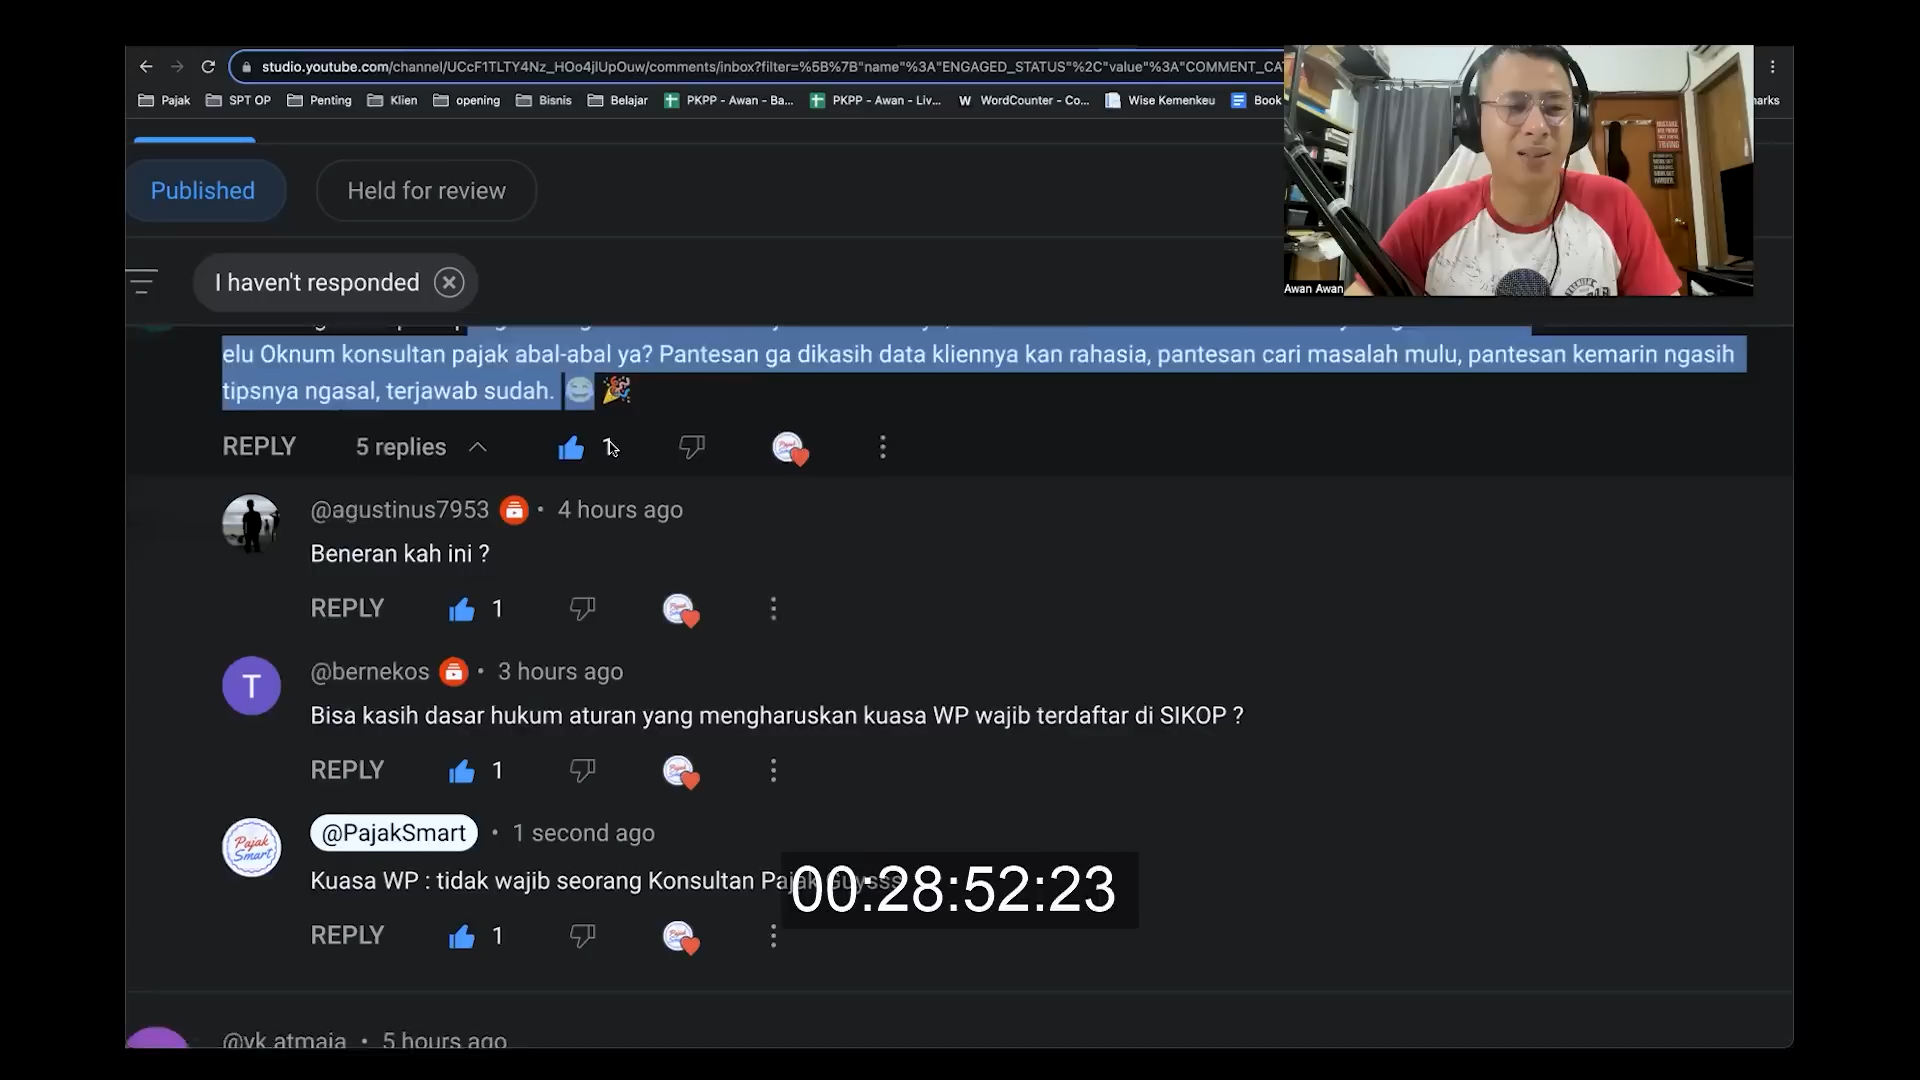 studio.youtube.com/channel/UCcF1TLTY4Nz_HOo4jlUpOuw/comments/inbox?filter=%5B%7B"name"%3A"ENGAGED_STATUS"%2C"value"%3A"COMMENT_CA
Pajak SPT OP Penting Klien opening Bisnis Belajar PKPP - Awan - Ba... PKPP - Awan - Liv... WordCounter - Co... Wise Kemenkeu Book
Awan Awan
Published Held for review
I haven't responded
elu Oknum konsultan pajak abal-abal ya? Pantesan ga dikasih data kliennya kan rahasia, pantesan cari masalah mulu, pantesan kemarin ngasih
tipsnya ngasal, terjawab sudah. 😂 🎉
REPLY 5 replies 1
@agustinus7953 • 4 hours ago
Beneran kah ini ?
REPLY 1
T
@bernekos • 3 hours ago
Bisa kasih dasar hukum aturan yang mengharuskan kuasa WP wajib terdaftar di SIKOP ?
REPLY 1
Pajak
Smart
@PajakSmart • 1 second ago
Kuasa WP : tidak wajib seorang Konsultan Pajak Guysss
00:28:52:23
REPLY 1
@yk atmaja • 5 hours ago